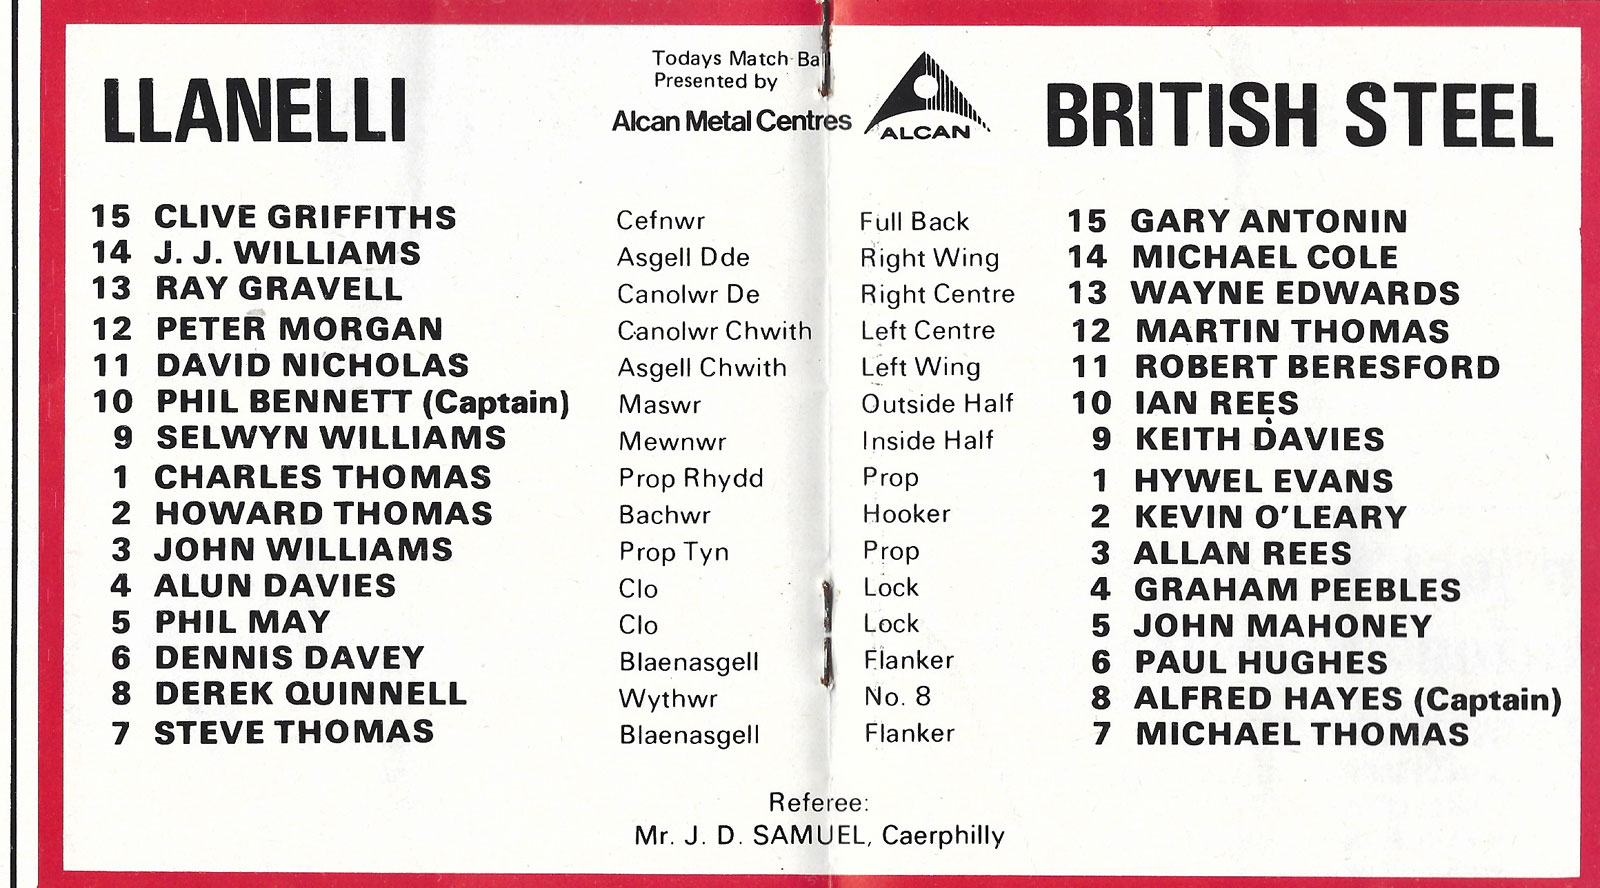 Todays Match Ball
Presented by
Alcan Metal Centres
ALCAN
LLANELLI
BRITISH STEEL
15 CLIVE GRIFFITHS Cefnwr Full Back 15 GARY ANTONIN
14 J. J. WILLIAMS Asgell Dde Right Wing 14 MICHAEL COLE
13 RAY GRAVELL Canolwr De Right Centre 13 WAYNE EDWARDS
12 PETER MORGAN Canolwr Chwith Left Centre 12 MARTIN THOMAS
11 DAVID NICHOLAS Asgell Chwith Left Wing 11 ROBERT BERESFORD
10 PHIL BENNETT (Captain) Maswr Outside Half 10 IAN REES
9 SELWYN WILLIAMS Mewnwr Inside Half 9 KEITH DAVIES
1 CHARLES THOMAS Prop Rhydd Prop 1 HYWEL EVANS
2 HOWARD THOMAS Bachwr Hooker 2 KEVIN O'LEARY
3 JOHN WILLIAMS Prop Tyn Prop 3 ALLAN REES
4 ALUN DAVIES Clo Lock 4 GRAHAM PEEBLES
5 PHIL MAY Clo Lock 5 JOHN MAHONEY
6 DENNIS DAVEY Blaenasgell Flanker 6 PAUL HUGHES
8 DEREK QUINNELL Wythwr No. 8 8 ALFRED HAYES (Captain)
7 STEVE THOMAS Blaenasgell Flanker 7 MICHAEL THOMAS
Referee:
Mr. J. D. SAMUEL, Caerphilly